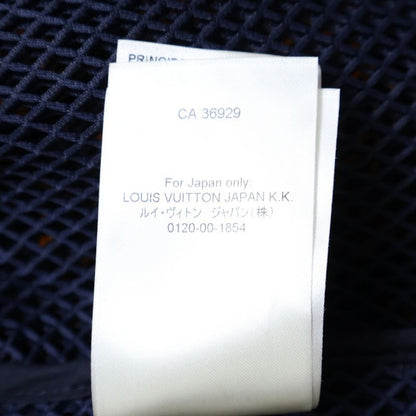 PRINCIP
CA 36929
For Japan only:
LOUIS VUITTON JAPAN K.K.
ルイ・ヴィトン ジャパン(株)
0120-00-1854